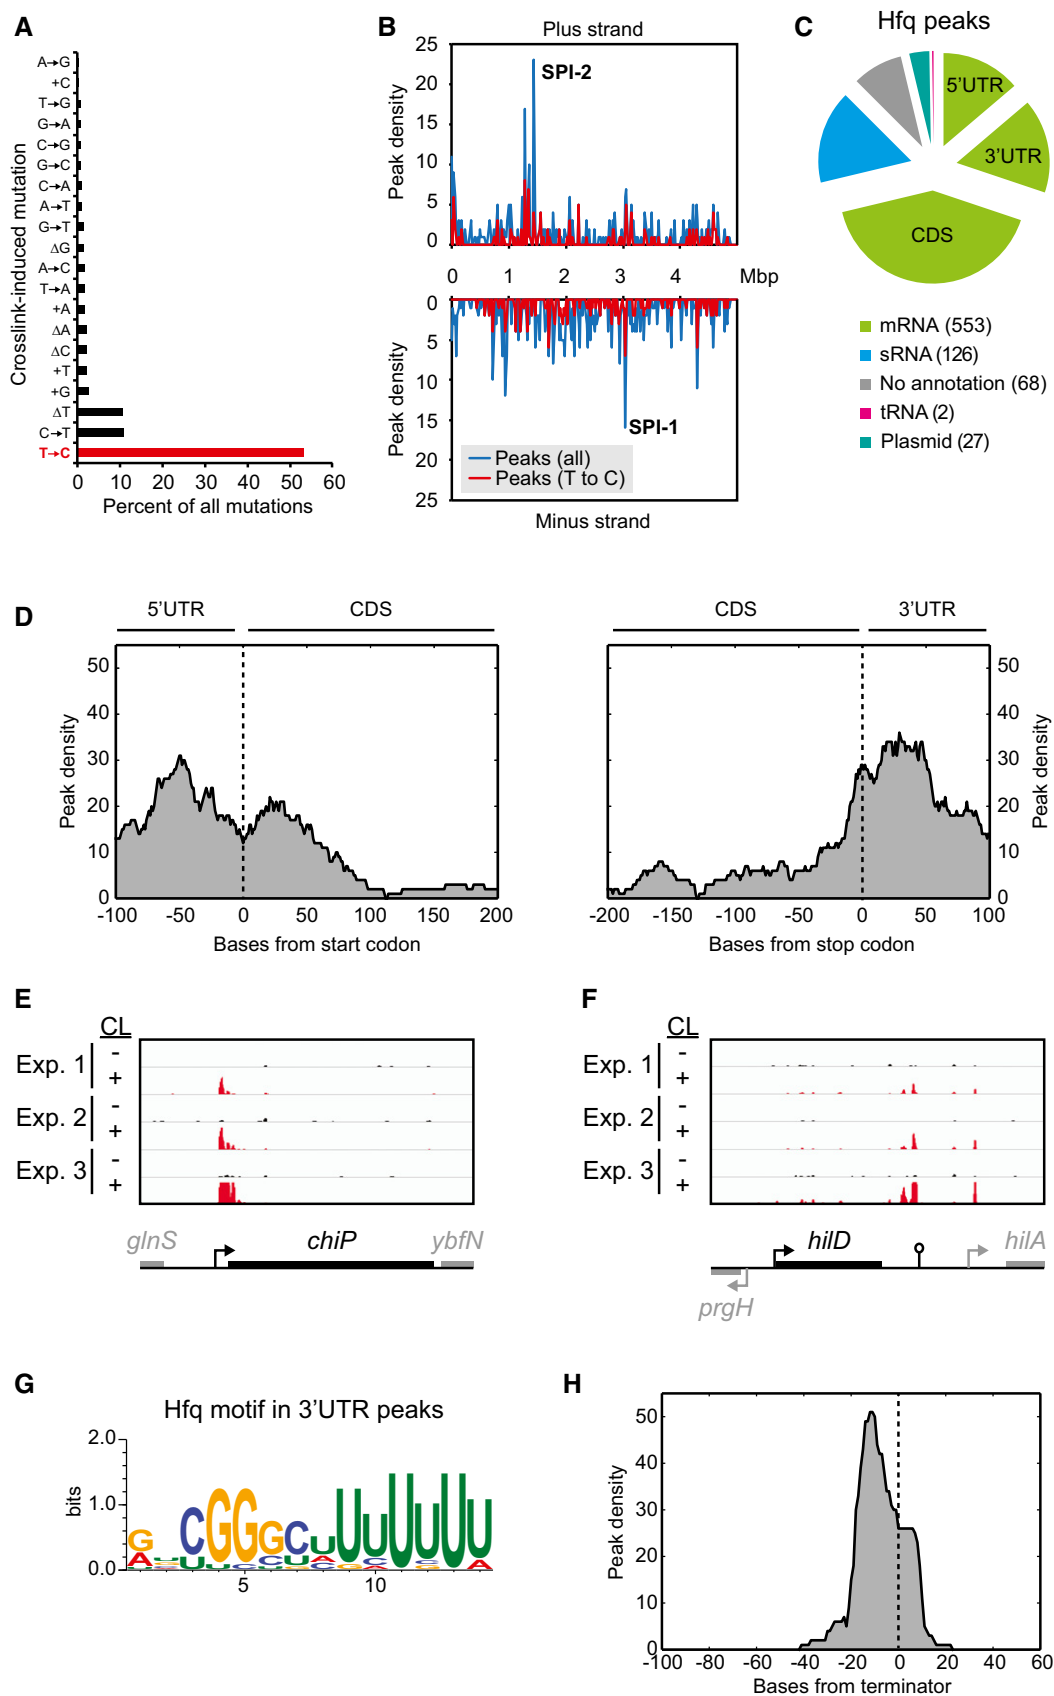 A
Crosslink-induced mutation
A→G
+C
T→G
G→A
C→G
G→C
C→A
A→T
G→T
ΔG
A→C
T→A
+A
ΔA
ΔC
+T
+G
ΔT
C→T
T→C
0 10 20 30 40 50 60
Percent of all mutations
B
Plus strand
Peak density
25
20
15
10
5
0
SPI-2
0 1 2 3 4 Mbp
Peak density
0
5
10
15
20
25
SPI-1
Peaks (all)
Peaks (T to C)
Minus strand
C
Hfq peaks
5'UTR
3'UTR
CDS
mRNA (553)
sRNA (126)
No annotation (68)
tRNA (2)
Plasmid (27)
D
5'UTR CDS
Peak density
50
40
30
20
10
0
-100 -50 0 50 100 150 200
Bases from start codon
CDS 3'UTR
50
40
30
20
10
0
Peak density
-200 -150 -100 -50 0 50 100
Bases from stop codon
E
CL
Exp. 1 - +
Exp. 2 - +
Exp. 3 - +
glnS chiP ybfN
F
CL
Exp. 1 - +
Exp. 2 - +
Exp. 3 - +
hilD hilA
prgH
G
Hfq motif in 3'UTR peaks
bits
2.0
1.0
0.0
5 10
H
Peak density
50
40
30
20
10
0
-100 -80 -60 -40 -20 0 20 40 60
Bases from terminator